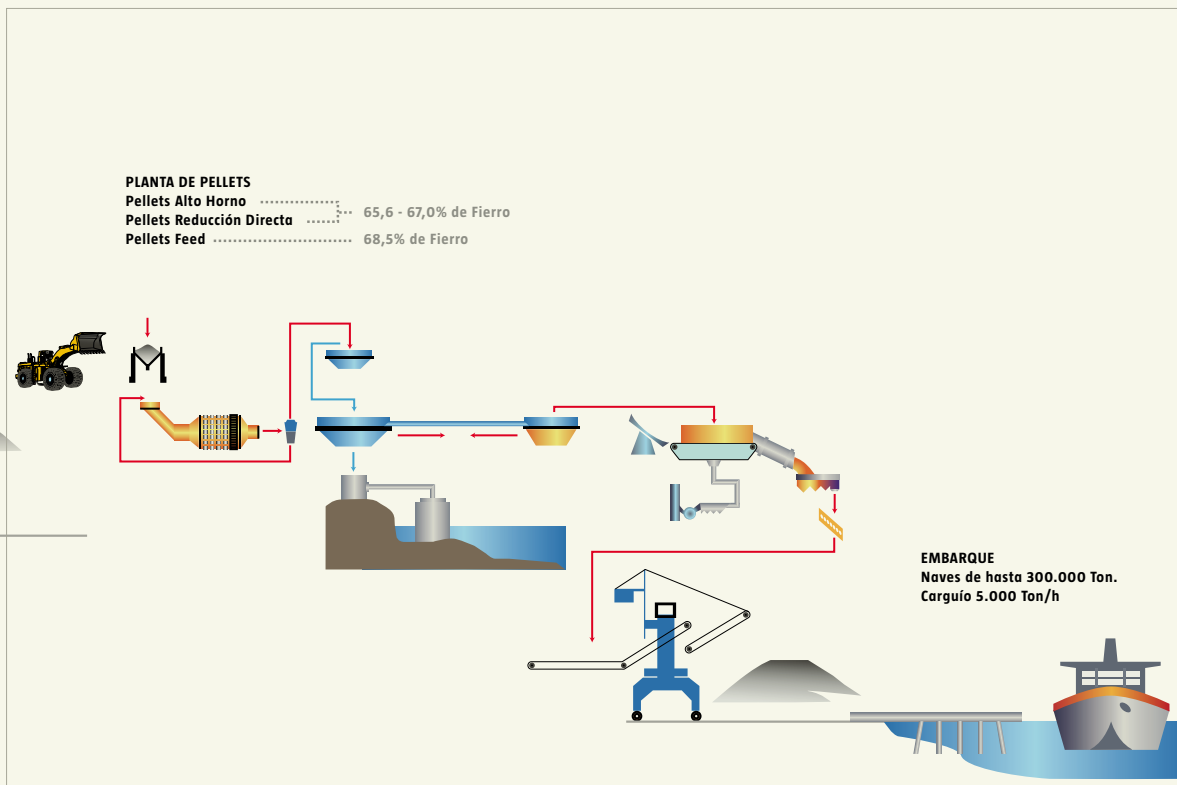 PLANTA DE PELLETS
Pellets Alto Horno
Pellets Reducción Directa
65,6 - 67,0% de Fierro
Pellets Feed 68,5% de Fierro
EMBARQUE
Naves de hasta 300.000 Ton.
Carguío 5.000 Ton/h